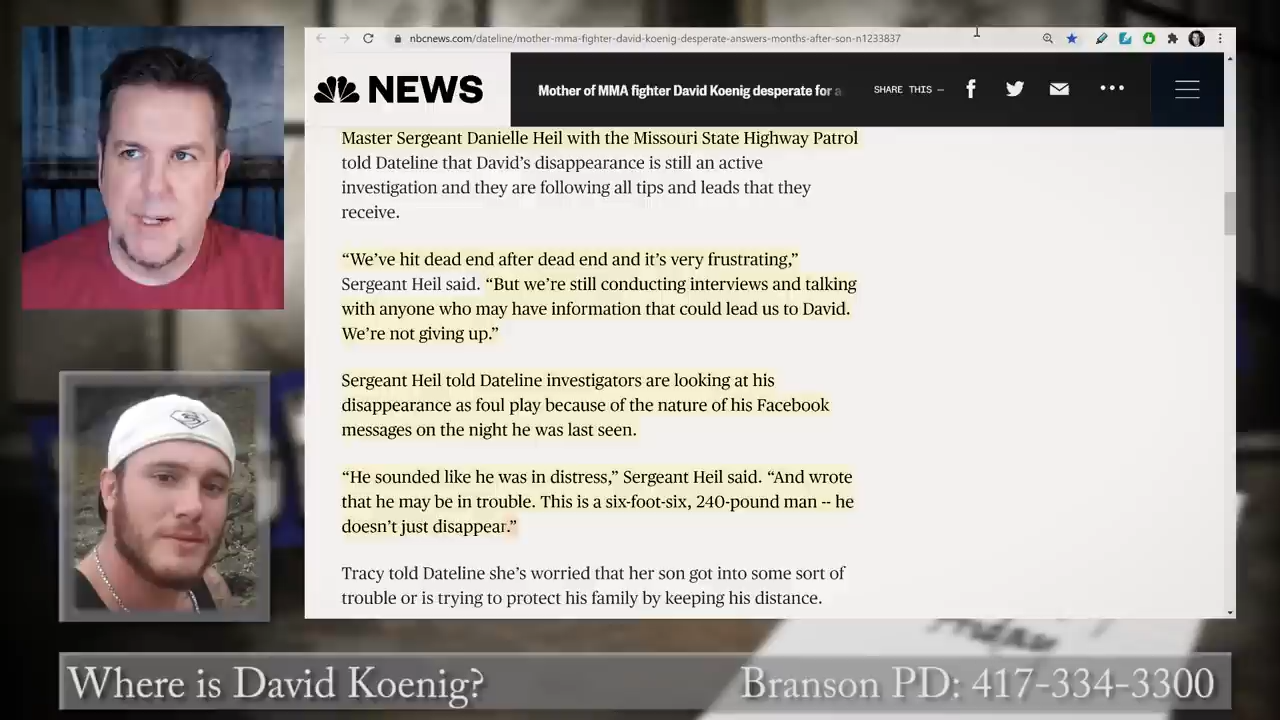 nbcnews.com/dateline/mother-mma-fighter-david-koenig-desperate-answers-months-after-son-n1233837
NEWS
Mother of MMA fighter David Koenig desperate for a
SHARE THIS —
Master Sergeant Danielle Heil with the Missouri State Highway Patrol
told Dateline that David’s disappearance is still an active
investigation and they are following all tips and leads that they
receive.
“We’ve hit dead end after dead end and it’s very frustrating,”
Sergeant Heil said. “But we’re still conducting interviews and talking
with anyone who may have information that could lead us to David.
We’re not giving up.”
Sergeant Heil told Dateline investigators are looking at his
disappearance as foul play because of the nature of his Facebook
messages on the night he was last seen.
“He sounded like he was in distress,” Sergeant Heil said. “And wrote
that he may be in trouble. This is a six-foot-six, 240-pound man -- he
doesn’t just disappear.”
Tracy told Dateline she’s worried that her son got into some sort of
trouble or is trying to protect his family by keeping his distance.
Where is David Koenig?
Branson PD: 417-334-3300